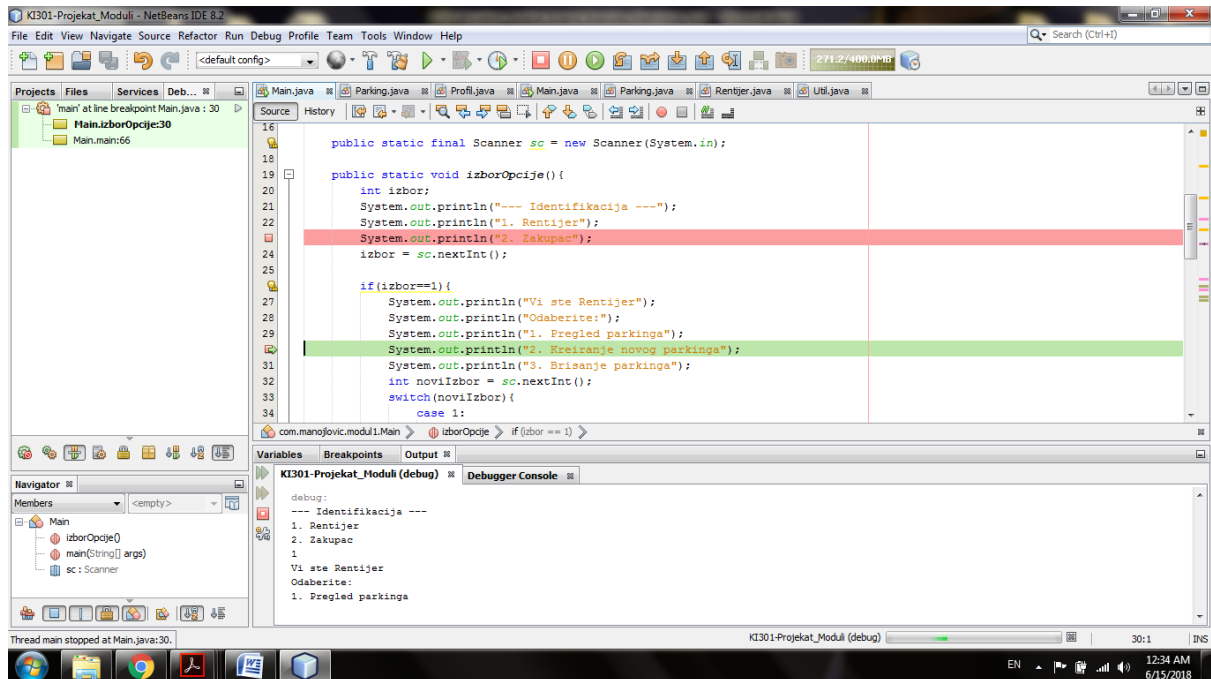 KI301-Projekat_Moduli - NetBeans IDE 8.2
File Edit View Navigate Source Refactor Run Debug Profile Team Tools Window Help
Search (Ctrl+I)
<default config>
271.2/400.0MB
Projects Files Services Deb...
Main.java Parking.java Profil.java Main.java Parking.java Rentijer.java Util.java
'main' at line breakpoint Main.java : 30
Main.izborOpcije:30
Main.main:66
Source History
16
public static final Scanner sc = new Scanner(System.in);
18
19 public static void izborOpcije(){
20 int izbor;
21 System.out.println("--- Identifikacija ---");
22 System.out.println("1. Rentijer");
System.out.println("2. Zakupac");
24 izbor = sc.nextInt();
25
if(izbor==1){
27 System.out.println("Vi ste Rentijer");
28 System.out.println("Odaberite:");
29 System.out.println("1. Pregled parkinga");
System.out.println("2. Kreiranje novog parkinga");
31 System.out.println("3. Brisanje parkinga");
32 int noviIzbor = sc.nextInt();
33 switch(noviIzbor){
34 case 1:
com.manojlovic.modul1.Main izborOpcije if (izbor == 1)
Variables Breakpoints Output
KI301-Projekat_Moduli (debug) Debugger Console
debug:
--- Identifikacija ---
1. Rentijer
2. Zakupac
1
Vi ste Rentijer
Odaberite:
1. Pregled parkinga
Navigator
Members <empty>
Main
izborOpcije()
main(String[] args)
sc : Scanner
Thread main stopped at Main.java:30.
KI301-Projekat_Moduli (debug)
30:1
INS
EN
12:34 AM
6/15/2018